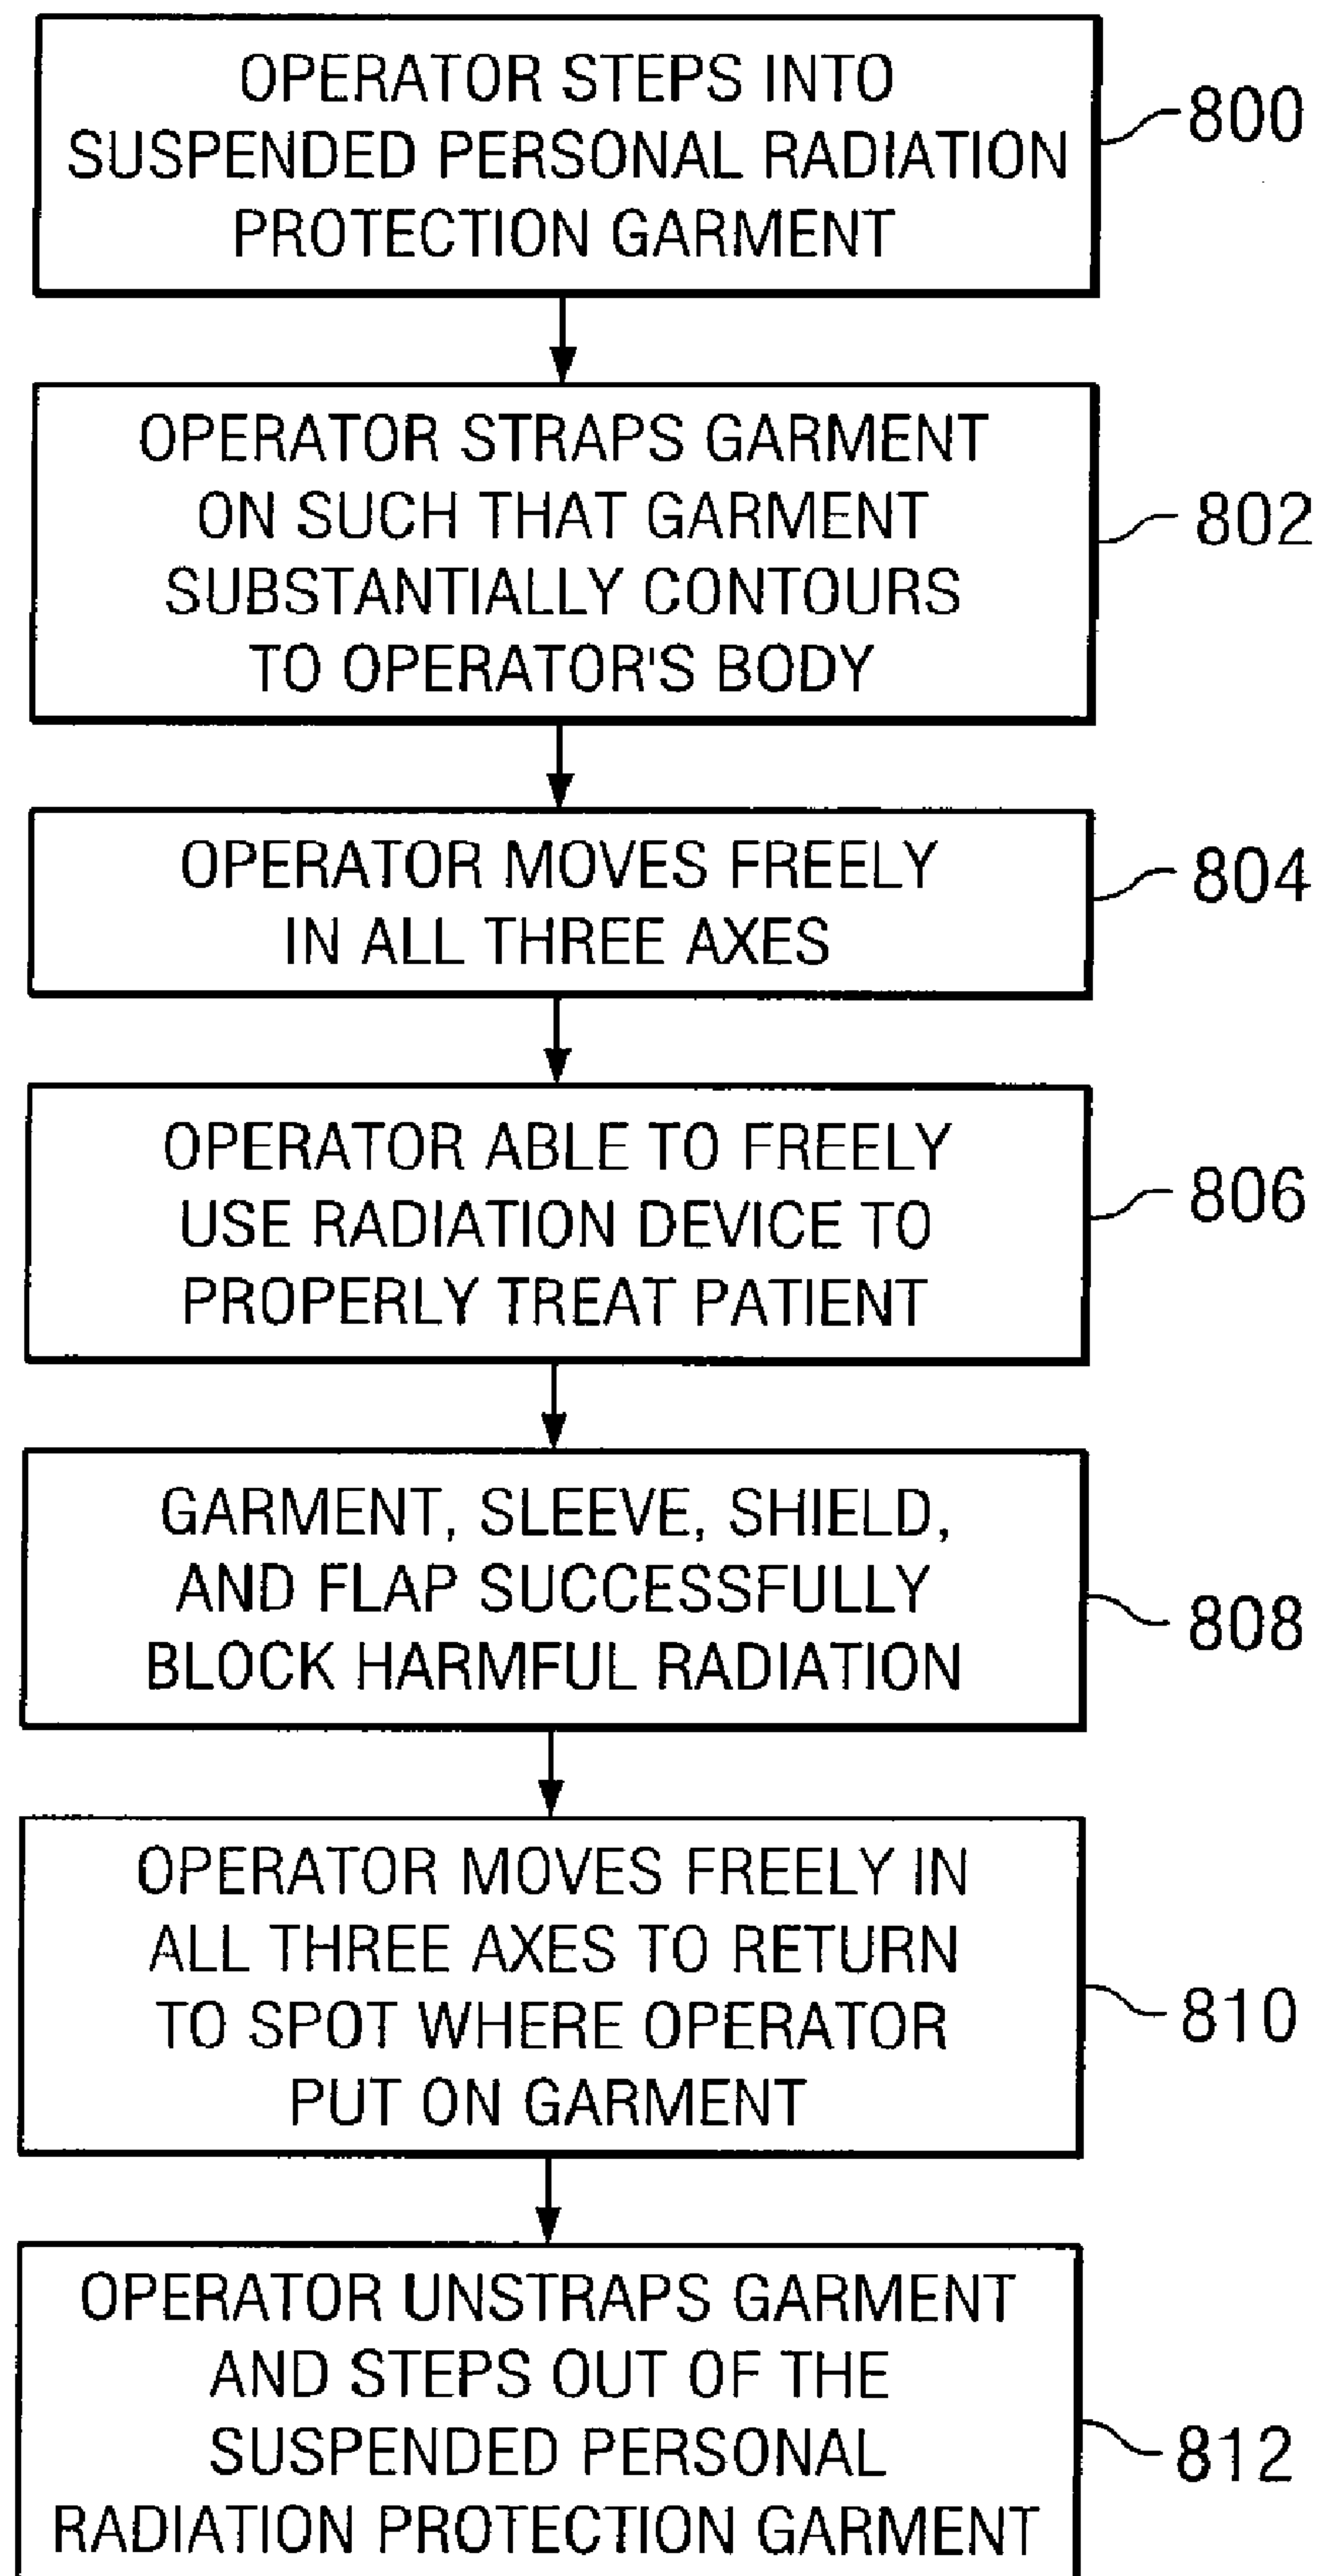 OPERATOR STEPS INTO
SUSPENDED PERSONAL RADIATION
PROTECTION GARMENT
800
OPERATOR STRAPS GARMENT
ON SUCH THAT GARMENT
SUBSTANTIALLY CONTOURS
TO OPERATOR'S BODY
802
OPERATOR MOVES FREELY
IN ALL THREE AXES
804
OPERATOR ABLE TO FREELY
USE RADIATION DEVICE TO
PROPERLY TREAT PATIENT
806
GARMENT, SLEEVE, SHIELD,
AND FLAP SUCCESSFULLY
BLOCK HARMFUL RADIATION
808
OPERATOR MOVES FREELY IN
ALL THREE AXES TO RETURN
TO SPOT WHERE OPERATOR
PUT ON GARMENT
810
OPERATOR UNSTRAPS GARMENT
AND STEPS OUT OF THE
SUSPENDED PERSONAL
RADIATION PROTECTION GARMENT
812